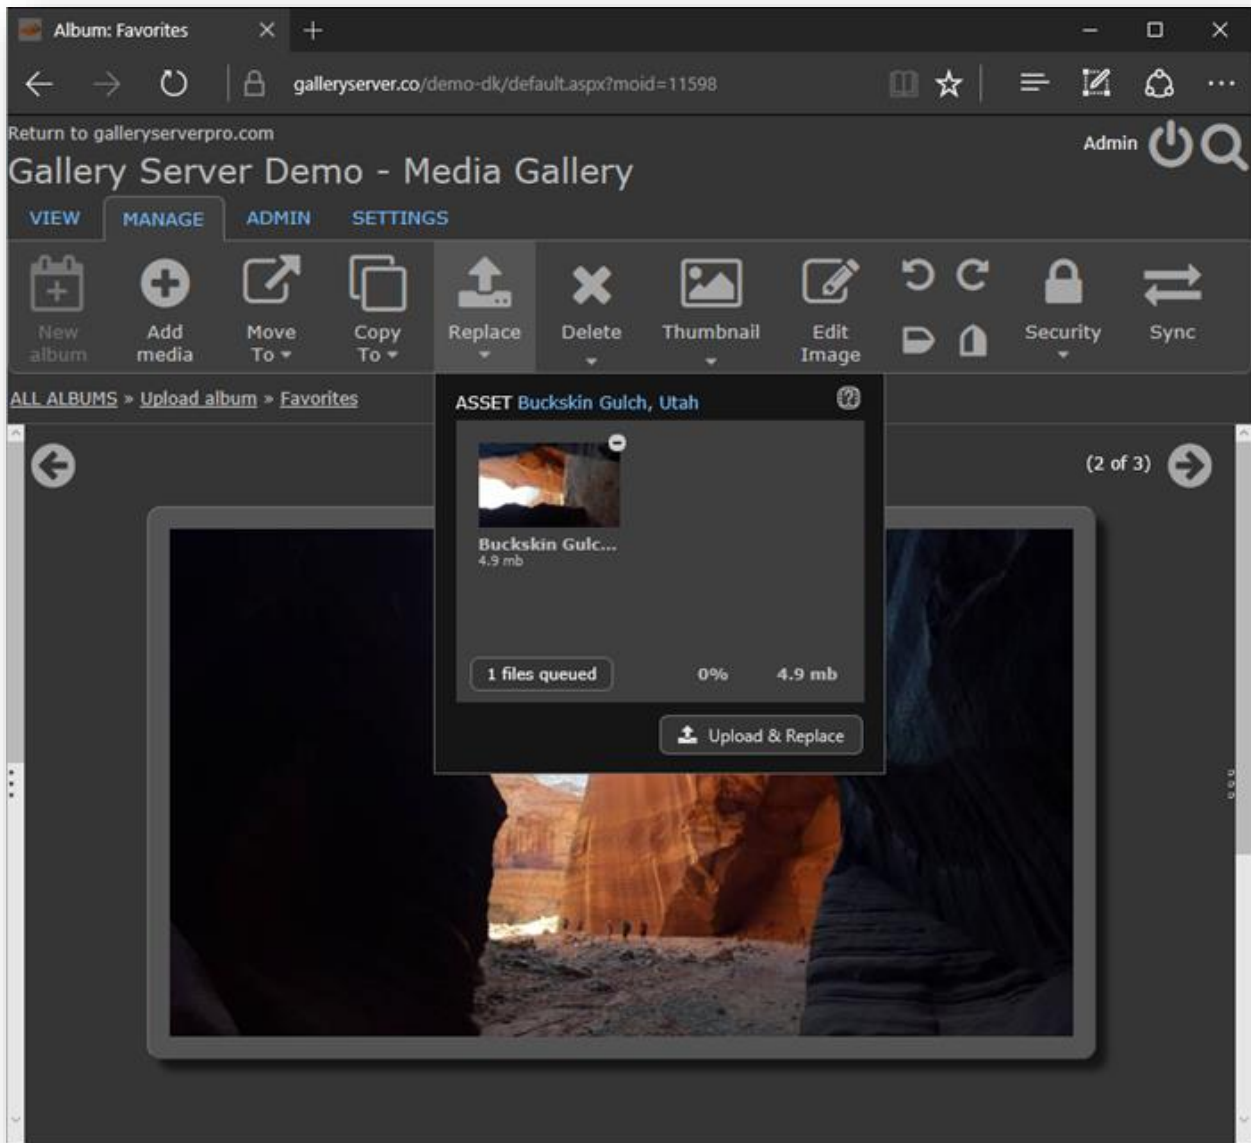 Album: Favorites
galleryserver.co/demo-dk/default.aspx?moid=11598
Return to galleryserverpro.com
Admin
Gallery Server Demo - Media Gallery
VIEW MANAGE ADMIN SETTINGS
New album
Add media
Move To
Copy To
Replace
Delete
Thumbnail
Edit Image
Security
Sync
ALL ALBUMS » Upload album » Favorites
ASSET Buckskin Gulch, Utah
(2 of 3)
Buckskin Gulc...
4.9 mb
1 files queued 0% 4.9 mb
Upload & Replace